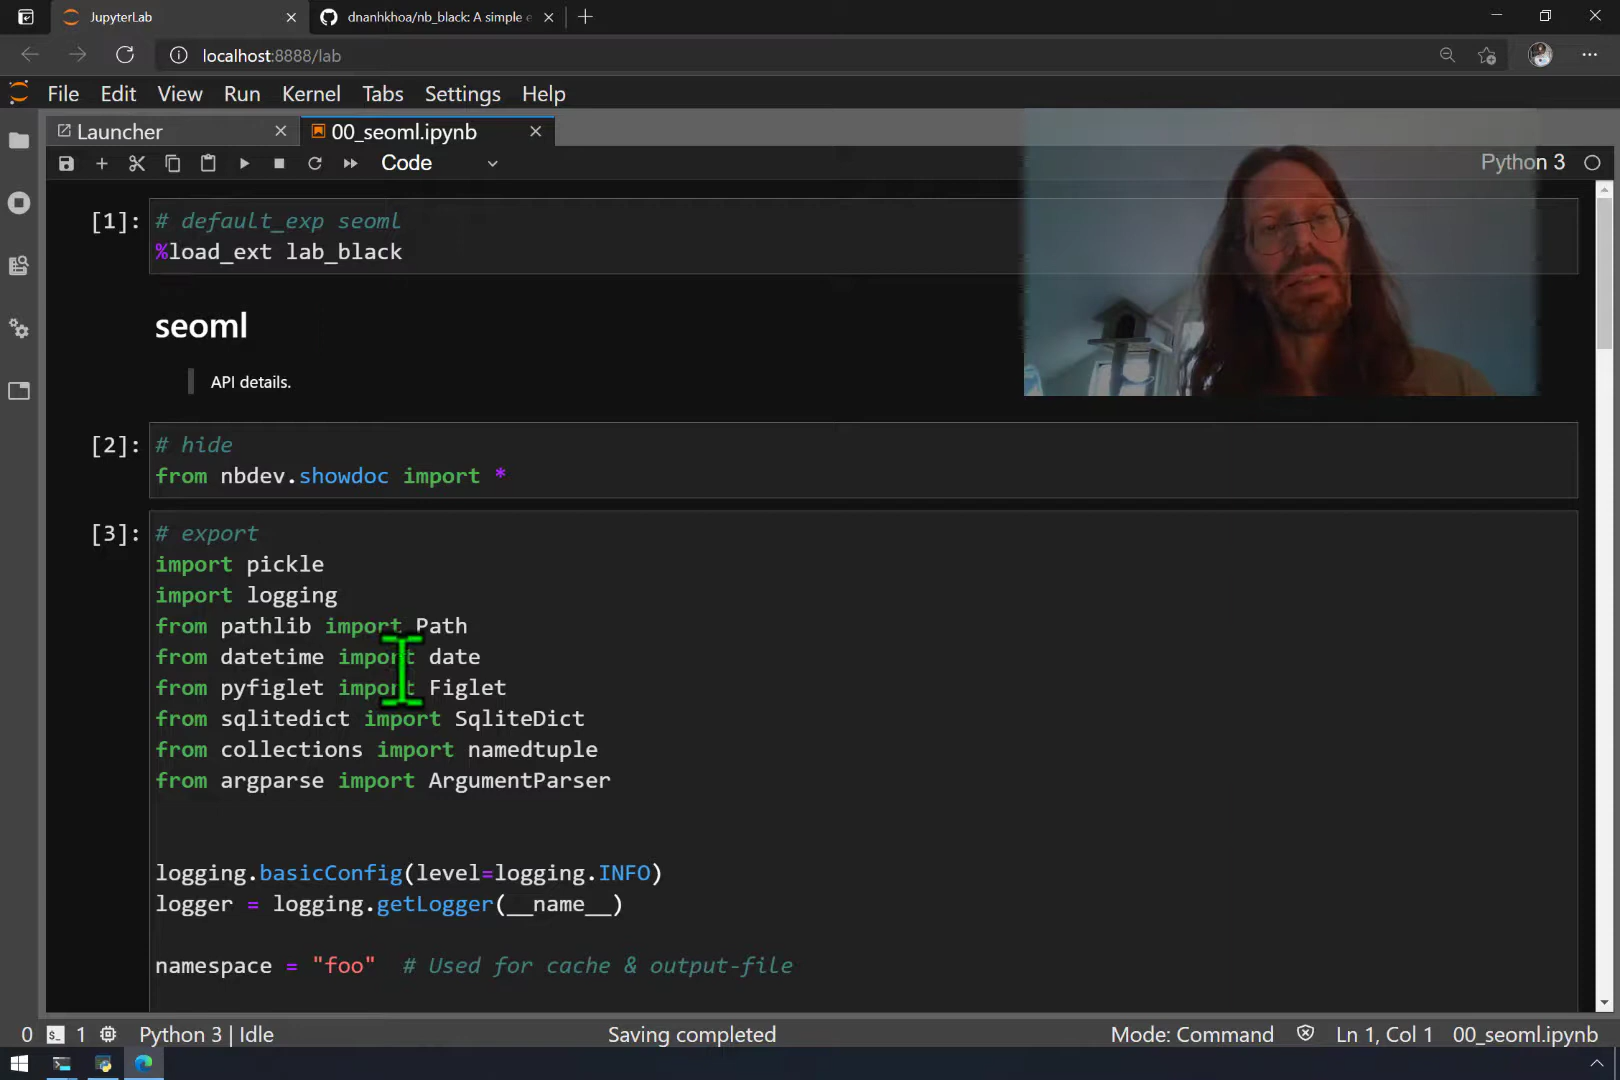 JupyterLab
dnanhkhoa/nb_black: A simple e
localhost:8888/lab
File Edit View Run Kernel Tabs Settings Help
Launcher
00_seoml.ipynb
Code
Python 3
[1]:
# default_exp seoml
%load_ext lab_black
seoml
API details.
[2]:
# hide
from nbdev.showdoc import *
[3]:
# export
import pickle
import logging
from pathlib import Path
from datetime import date
from pyfiglet import Figlet
from sqlitedict import SqliteDict
from collections import namedtuple
from argparse import ArgumentParser
logging.basicConfig(level=logging.INFO)
logger = logging.getLogger(__name__)
namespace = "foo" # Used for cache & output-file
0 1 Python 3 | Idle Saving completed Mode: Command Ln 1, Col 1 00_seoml.ipynb